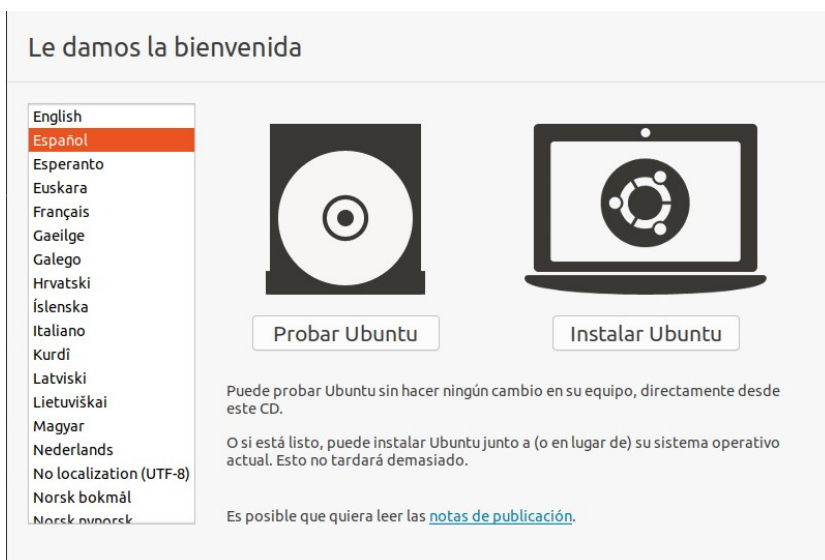 Le damos la bienvenida
English
Español
Esperanto
Euskara
Français
Gaeilge
Galego
Hrvatski
Íslenska
Italiano
Kurdî
Latviski
Lietuviškai
Magyar
Nederlands
No localization (UTF-8)
Norsk bokmål
Norsk nynorsk
Probar Ubuntu
Instalar Ubuntu
Puede probar Ubuntu sin hacer ningún cambio en su equipo, directamente desde
este CD.
O si está listo, puede instalar Ubuntu junto a (o en lugar de) su sistema operativo
actual. Esto no tardará demasiado.
Es posible que quiera leer las notas de publicación.